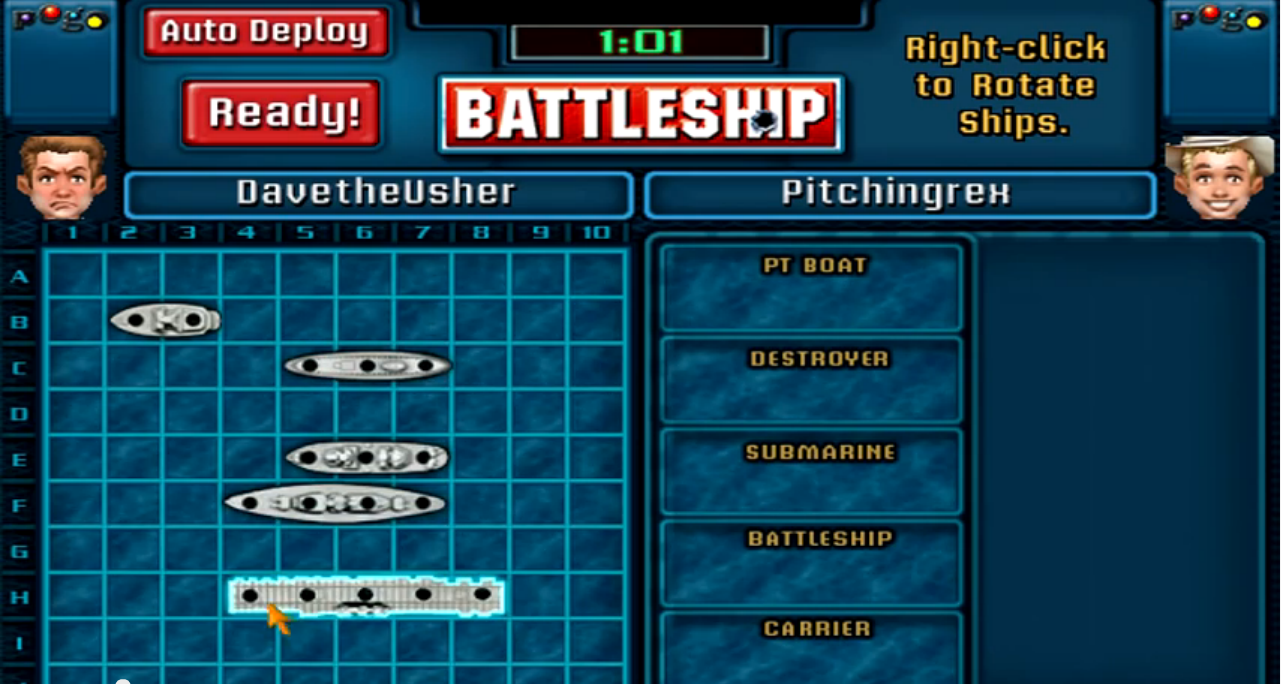 pogo
Auto Deploy
1:01
Right-click
to Rotate
Ships.
pogo
Ready!
BATTLESHIP
DavetheUsher
Pitchingrex
1 2 3 4 5 6 7 8 9 10
A
B
C
D
E
F
G
H
I
PT BOAT
DESTROYER
SUBMARINE
BATTLESHIP
CARRIER